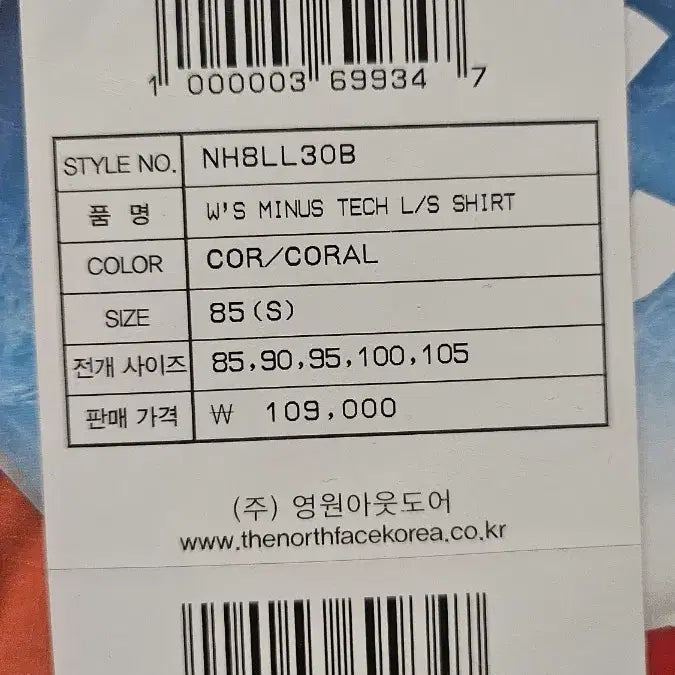 1 000003 69934 7
STYLE NO. NH8LL30B
품 명 W'S MINUS TECH L/S SHIRT
COLOR COR/CORAL
SIZE 85(S)
전개 사이즈 85,90,95,100,105
판매 가격 ₩ 109,000
(주) 영원아웃도어
www.thenorthfacekorea.co.kr